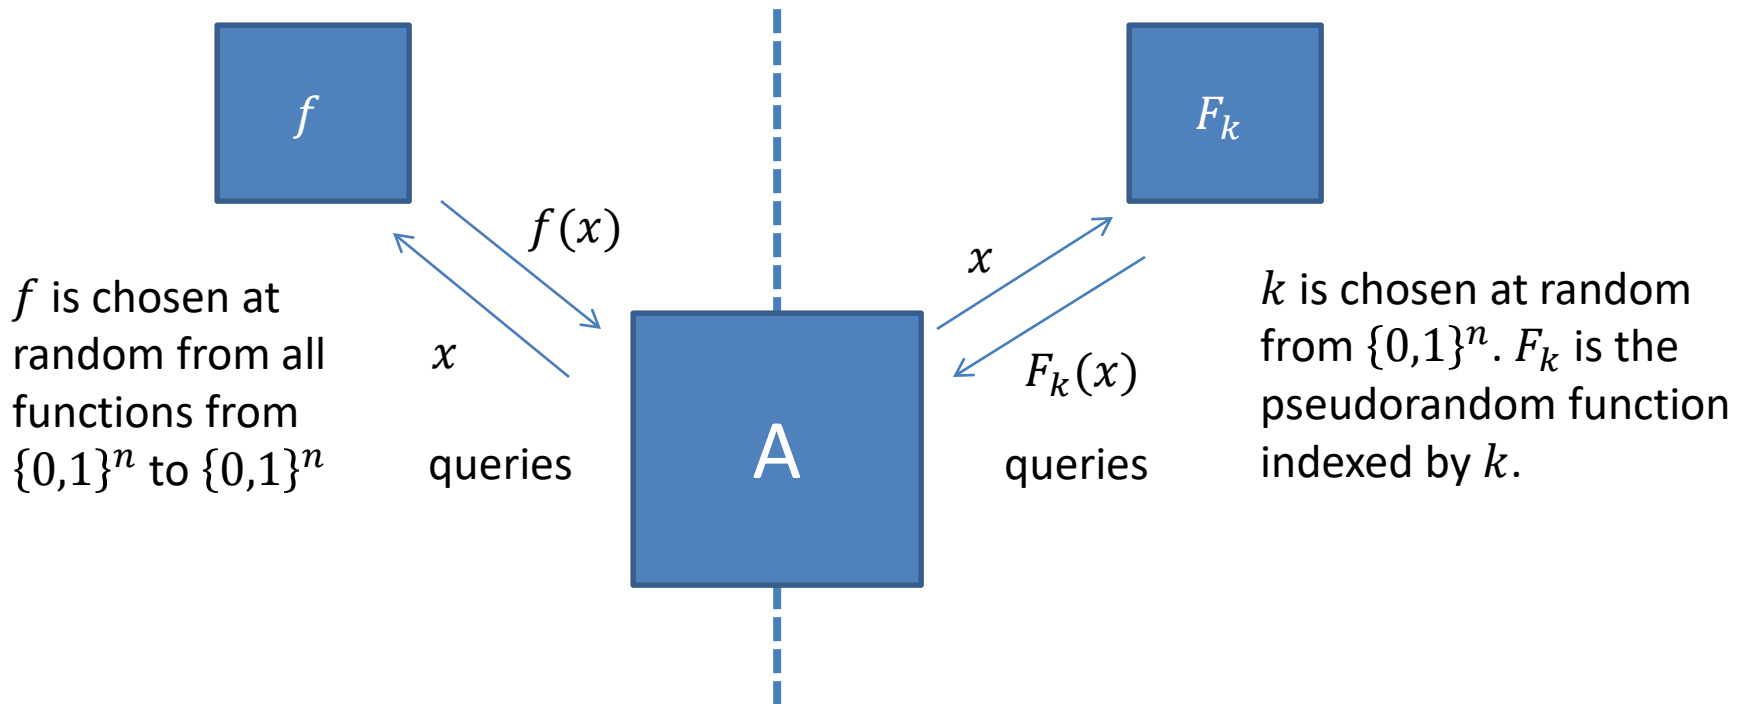 f
F_k
f(x)
x
queries
f is chosen at
random from all
functions from
{0,1}^n to {0,1}^n
A
x
F_k(x)
queries
k is chosen at random
from {0,1}^n. F_k is the
pseudorandom function
indexed by k.